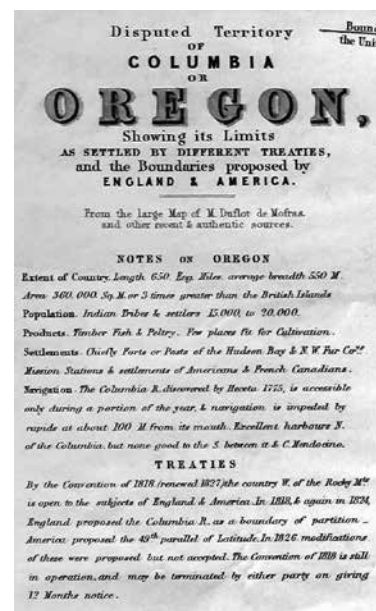 Disputed Territory
OF
COLUMBIA
OR
OREGON,
Showing its Limits
AS SETTLED BY DIFFERENT TREATIES,
and the Boundaries proposed by
ENGLAND & AMERICA.
From the large Map of M. Duflot de Mofras.
and other recent & authentic sources.
NOTES ON OREGON
Extent of Country. Length 650. Eng. Miles. average breadth 550 M.
Area 360,000. Sq. M. or 3 times greater than the British Islands
Population. Indian Tribes & settlers 15,000, to 20,000.
Products. Timber Fish & Peltry. Few places fit for Cultivation.
Settlements. Chiefly Forts or Posts of the Hudson Bay & N.W. Fur Comps
Mission Stations & settlements of Americans & French Canadians.
Navigation. The Columbia R. discovered by Heceta 1775, is accessible
only during a portion of the year, & navigation is impeded by
rapids at about 100 M. from its mouth. Excellent harbours N.
of the Columbia, but none good to the S. between it & C. Mendocino.
TREATIES
By the Convention of 1818 (renewed 1827) the country W. of the Rocky Mts
is open to the subjects of England & America. In 1818, & again in 1824,
England proposed the Columbia R. as a boundary of partition _
America proposed the 49th parallel of Latitude. In 1826. modifications
of these were proposed but not accepted. The Convention of 1818 is still
in operation, and may be terminated by either party on giving
12 Months notice.
the